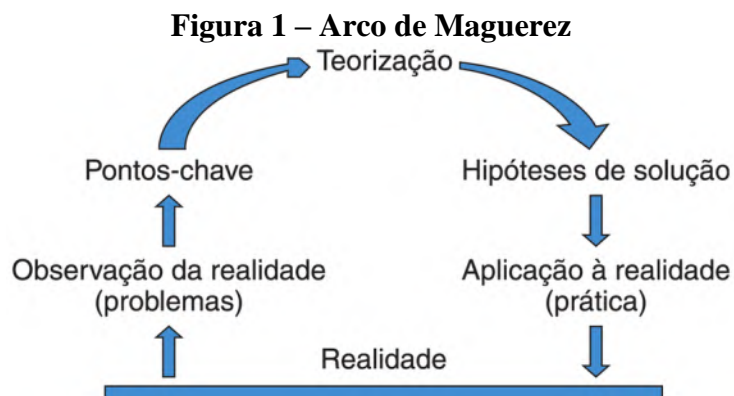 Figura 1 – Arco de Maguerez
Teorização
Pontos-chave
Hipóteses de solução
Observação da realidade
(problemas)
Aplicação à realidade
(prática)
Realidade